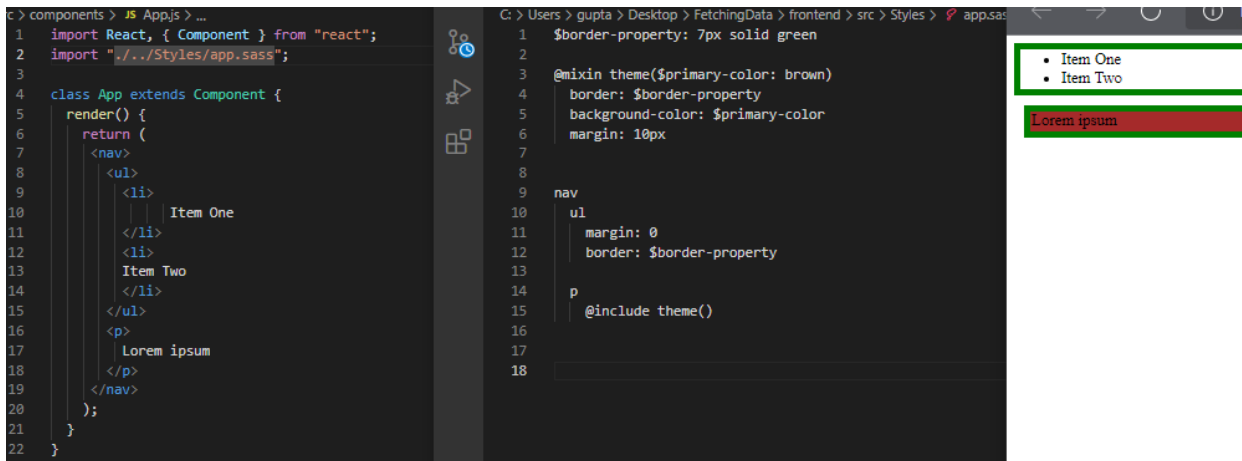 rc > components > JS App.js > ...
1 import React, { Component } from "react";
2 import "./../Styles/app.sass";
3
4 class App extends Component {
5 render() {
6 return (
7 <nav>
8 <ul>
9 <li>
10 Item One
11 </li>
12 <li>
13 Item Two
14 </li>
15 </ul>
16 <p>
17 Lorem ipsum
18 </p>
19 </nav>
20 );
21 }
22 }
C: > Users > gupta > Desktop > FetchingData > frontend > src > Styles > app.sas
1 $border-property: 7px solid green
2
3 @mixin theme($primary-color: brown)
4 border: $border-property
5 background-color: $primary-color
6 margin: 10px
7
8
9 nav
10 ul
11 margin: 0
12 border: $border-property
13
14 p
15 @include theme()
16
17
18
Item One
Item Two
Lorem ipsum